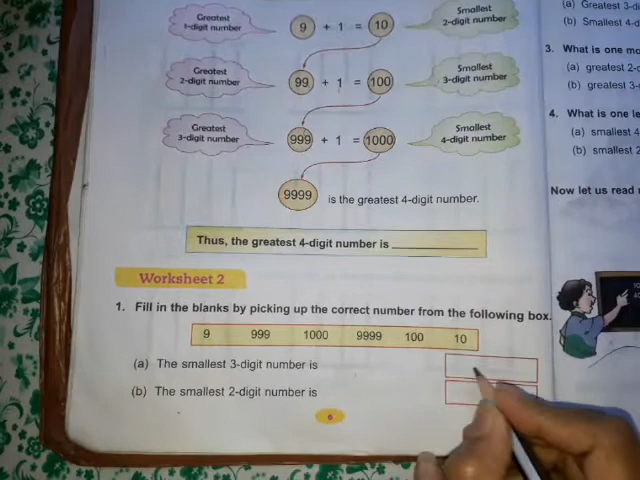 Greatest
1-digit number
9 + 1 = 10
Smallest
2-digit number
Greatest
2-digit number
99 + 1 = 100
Smallest
3-digit number
Greatest
3-digit number
999 + 1 = 1000
Smallest
4-digit number
9999 is the greatest 4-digit number.
Thus, the greatest 4-digit number is
Worksheet 2
1. Fill in the blanks by picking up the correct number from the following box.
9 999 1000 9999 100 10
(a) The smallest 3-digit number is
(b) The smallest 2-digit number is
6
(a) Greatest 3-di
(b) Smallest 4-d
3. What is one mo
(a) greatest 2-
(b) greatest 3-
4. What is one le
(a) smallest 4
(b) smallest 2
Now let us read